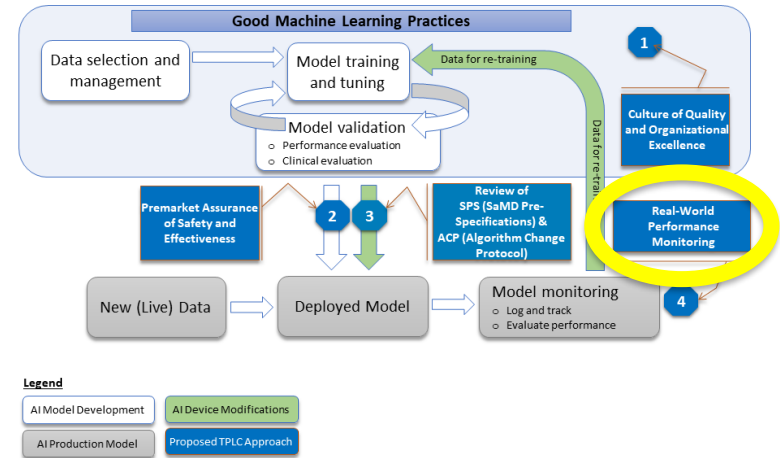 Good Machine Learning Practices
Data selection and
management
Model training
and tuning
Data for re-training
1
Culture of Quality
and Organizational
Excellence
Model validation
o Performance evaluation
o Clinical evaluation
Data for re-trai
Premarket Assurance
of Safety and
Effectiveness
2
3
Review of
SPS (SaMD Pre-
Specifications) &
ACP (Algorithm Change
Protocol)
Real-World
Performance
Monitoring
New (Live) Data
Deployed Model
Model monitoring
o Log and track
o Evaluate performance
4
Legend
AI Model Development
AI Device Modifications
AI Production Model
Proposed TPLC Approach